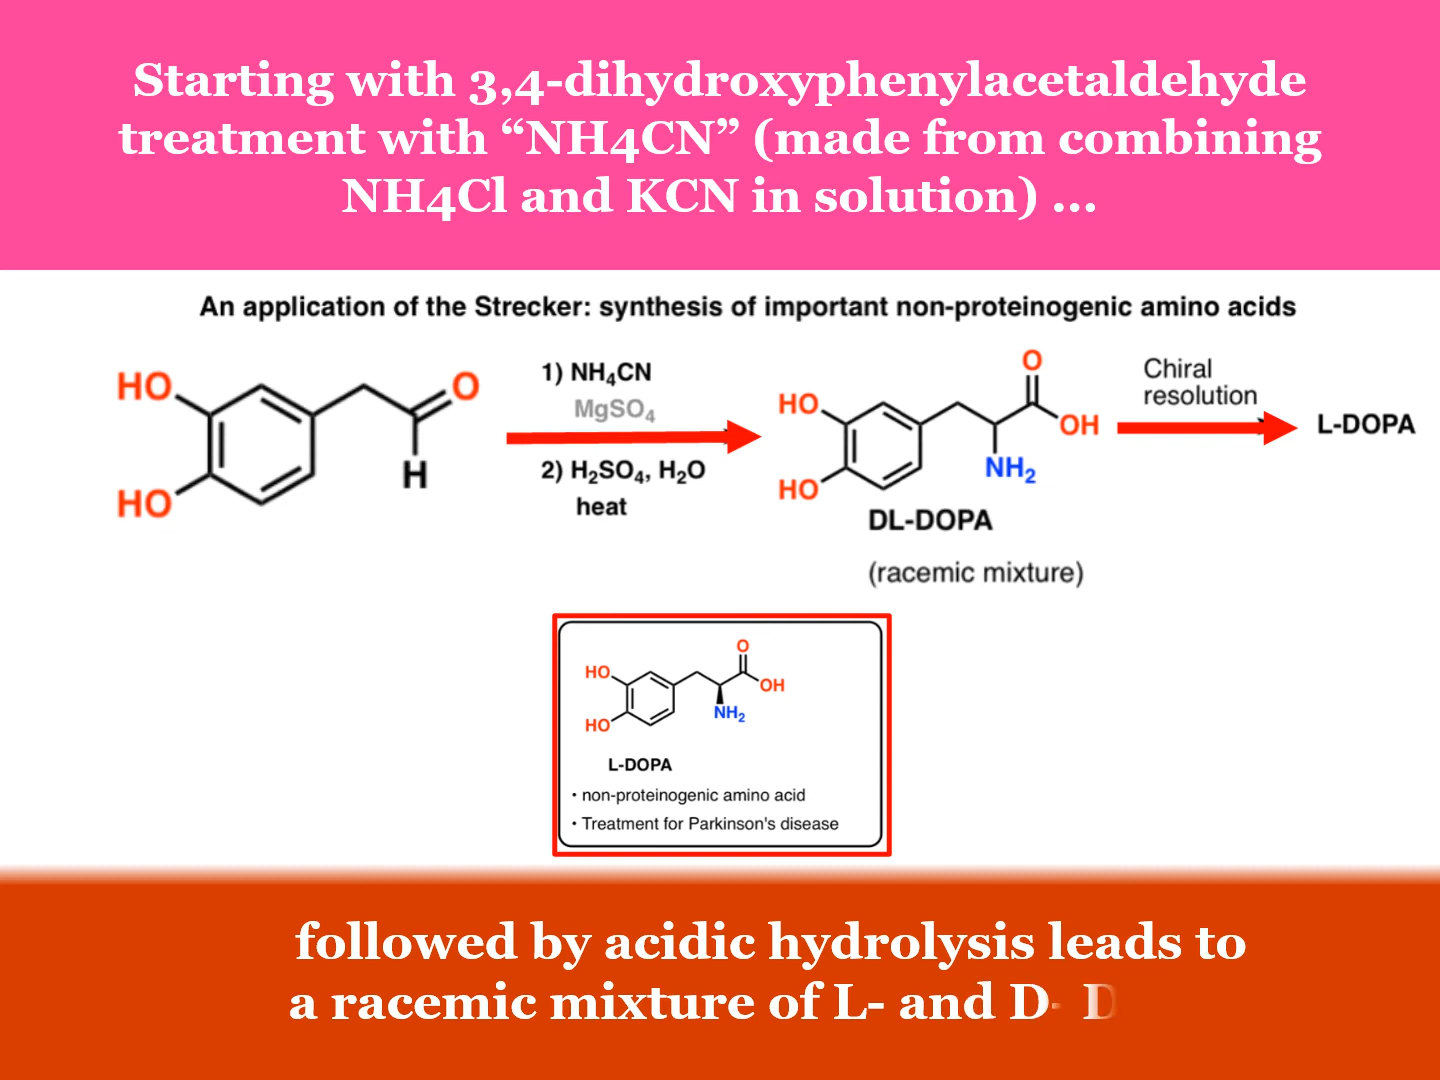 Starting with 3,4-dihydroxyphenylacetaldehyde
treatment with “NH4CN” (made from combining
NH4Cl and KCN in solution) ...
An application of the Strecker: synthesis of important non-proteinogenic amino acids
HO
HO
O
H
1) NH₄CN
MgSO₄
2) H₂SO₄, H₂O
heat
HO
HO
O
OH
NH₂
DL-DOPA
(racemic mixture)
Chiral
resolution
L-DOPA
HO
HO
O
OH
NH₂
L-DOPA
• non-proteinogenic amino acid
• Treatment for Parkinson's disease
followed by acidic hydrolysis leads to
a racemic mixture of L- and D- D